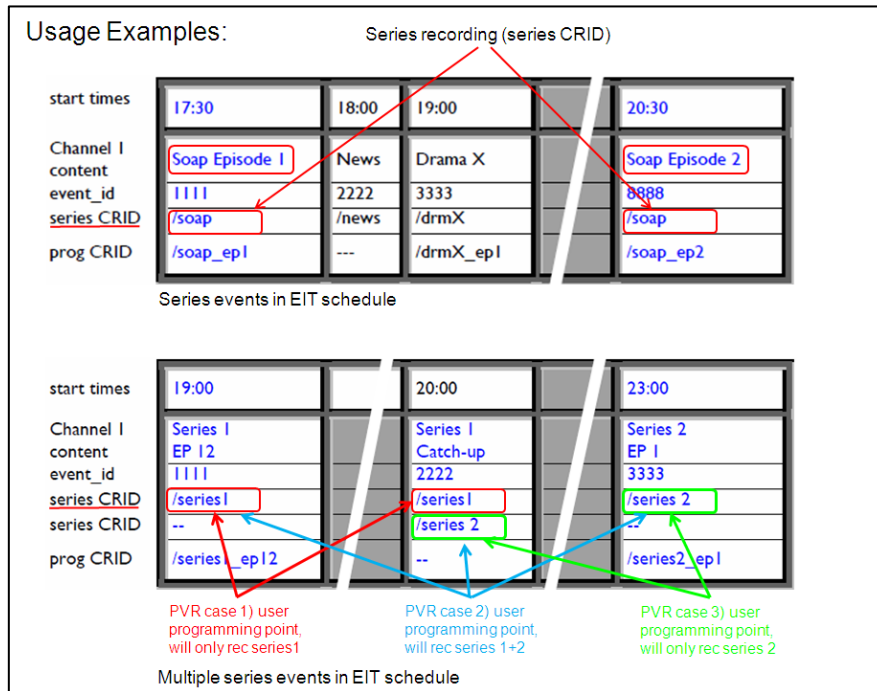 Usage Examples:
Series recording (series CRID)
start times 17:30 18:00 19:00 20:30
Channel 1 content Soap Episode 1 News Drama X Soap Episode 2
event_id 1111 2222 3333 8888
series CRID /soap /news /drmX /soap
prog CRID /soap_ep1 --- /drmX_ep1 /soap_ep2
Series events in EIT schedule
start times 19:00 20:00 23:00
Channel 1 Series 1 Series 1 Series 2
content EP 12 Catch-up EP 1
event_id 1111 2222 3333
series CRID /series1 /series1 /series 2
series CRID -- /series 2 --
prog CRID /series1_ep12 -- /series2_ep1
PVR case 1) user programming point, will only rec series1
PVR case 2) user programming point, will rec series 1+2
PVR case 3) user programming point, will only rec series 2
Multiple series events in EIT schedule